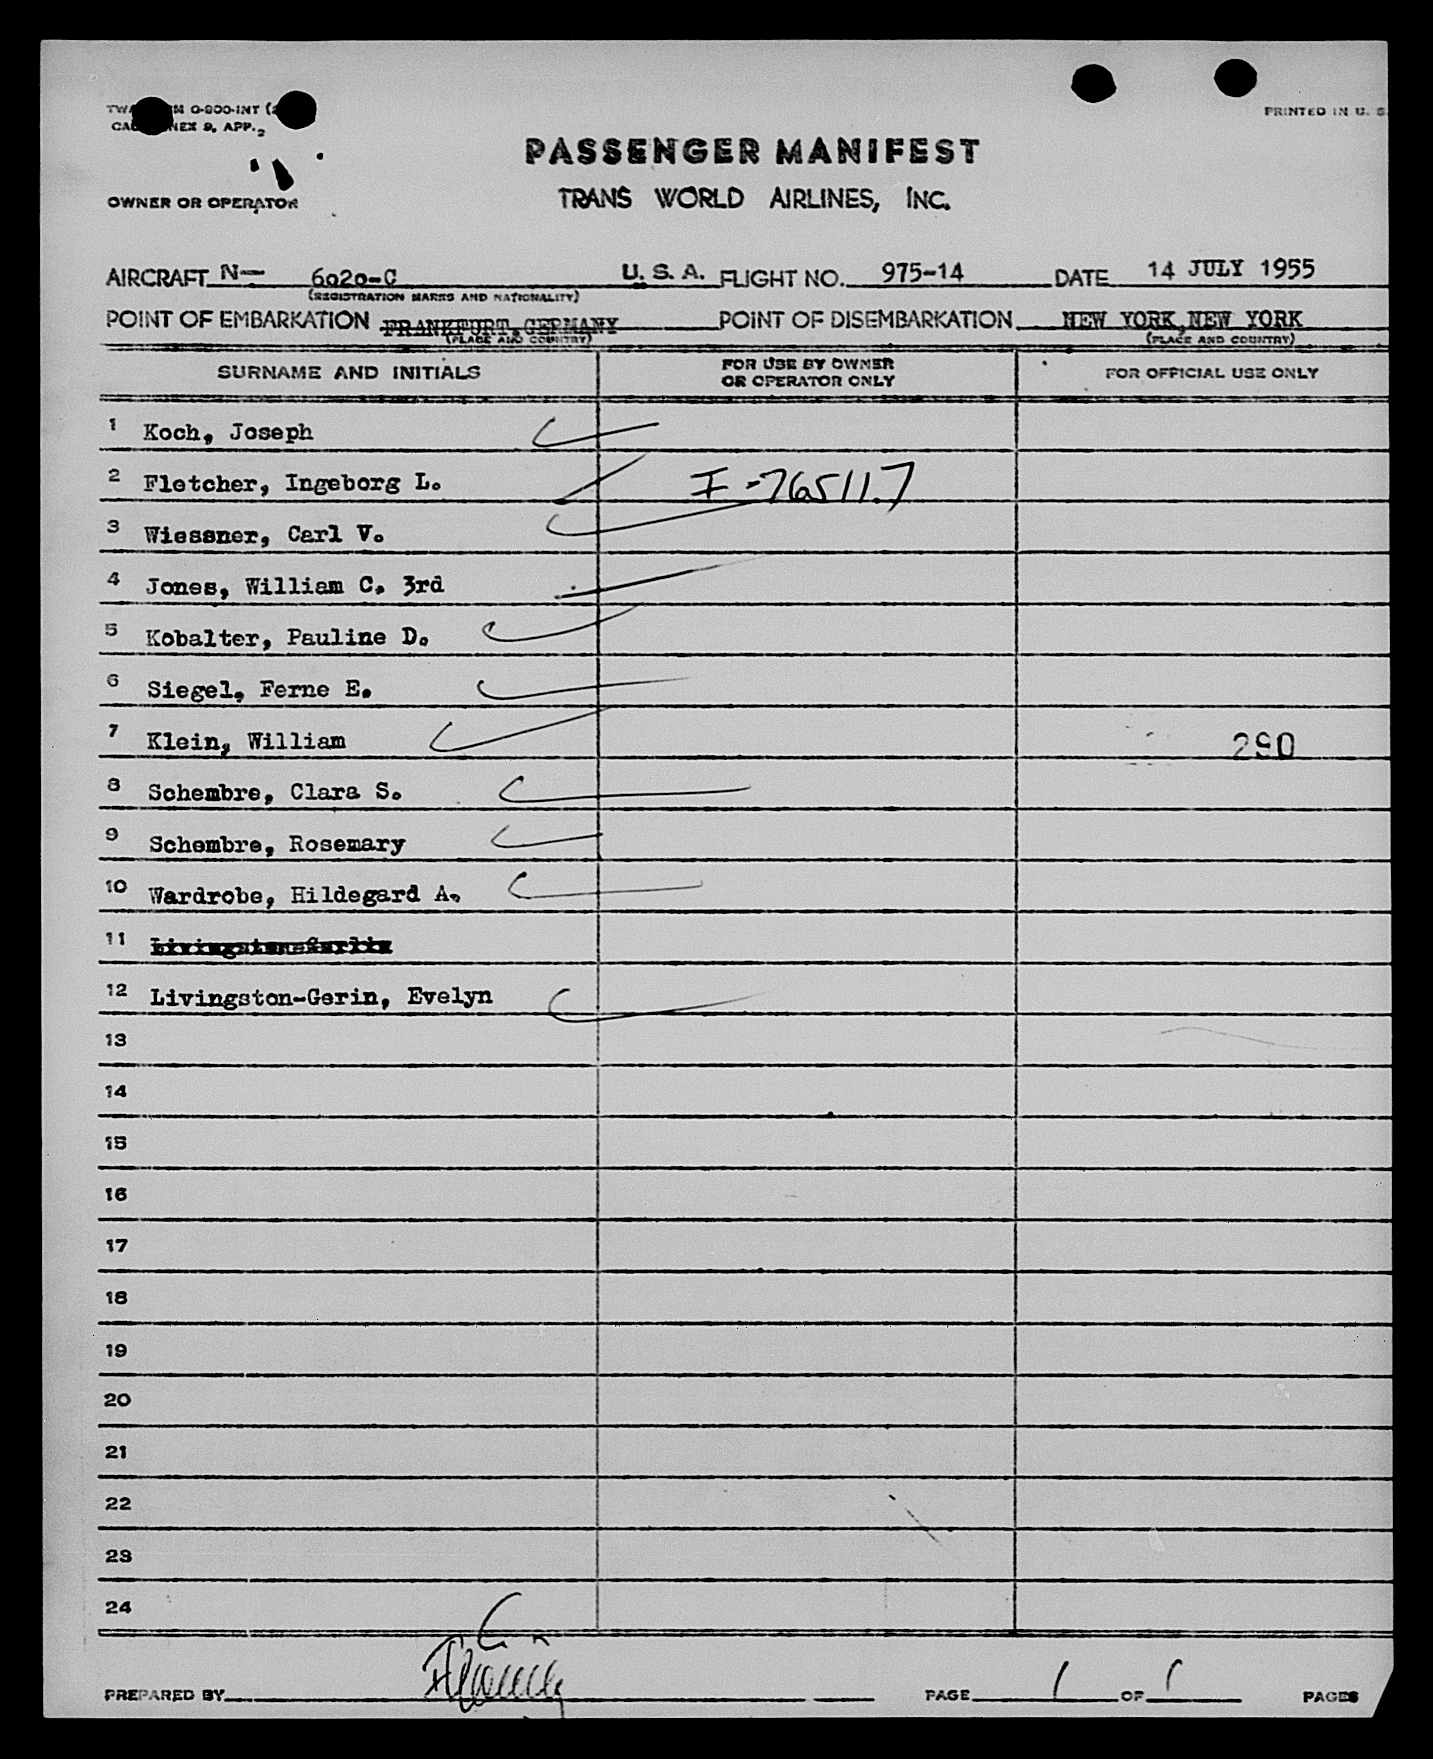 PRINTED IN U. S.
PASSENGER MANIFEST
OWNER OR OPERATOR TRANS WORLD AIRLINES, INC.
AIRCRAFT N— 6020-C U. S. A. FLIGHT NO. 975-14 DATE 14 JULY 1955
(REGISTRATION MARKS AND NATIONALITY)
POINT OF EMBARKATION FRANKFURT,GERMANY POINT OF DISEMBARKATION NEW YORK,NEW YORK
(PLACE AND COUNTRY) (PLACE AND COUNTRY)
SURNAME AND INITIALS FOR USE BY OWNER OR OPERATOR ONLY FOR OFFICIAL USE ONLY
1 Koch, Joseph
2 Fletcher, Ingeborg L. I-765117
3 Wiessner, Carl V.
4 Jones, William C. 3rd
5 Kobalter, Pauline D.
6 Siegel, Ferne E.
7 Klein, William 290
8 Schembre, Clara S.
9 Schembre, Rosemary
10 Wardrobe, Hildegard A.
11
12 Livingston-Gerin, Evelyn
13
14
15
16
17
18
19
20
21
22
23
24
PREPARED BY PAGE 1 OF 1 PAGES